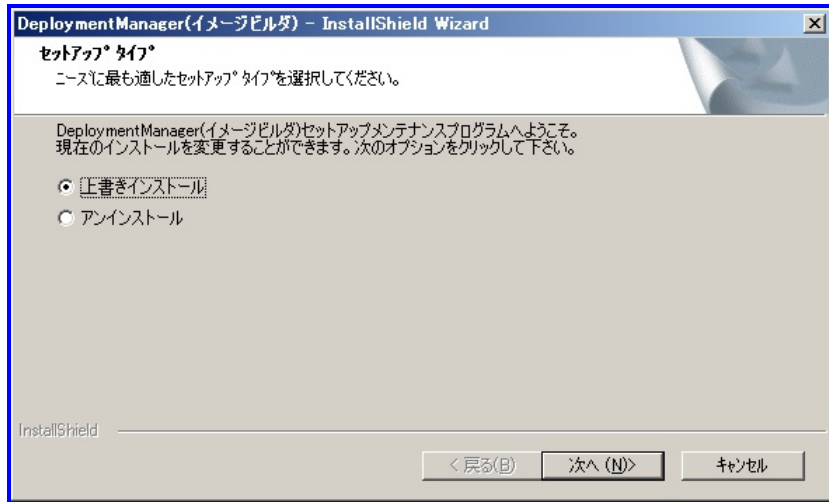 DeploymentManager(イメージビルダ) - InstallShield Wizard
セットアップ タイプ
ニーズに最も適したセットアップ タイプを選択してください。
DeploymentManager(イメージビルダ)セットアップメンテナンスプログラムへようこそ。
現在のインストールを変更することができます。次のオプションをクリックして下さい。
上書きインストール
アンインストール
InstallShield
< 戻る(B)
次へ (N)>
キャンセル